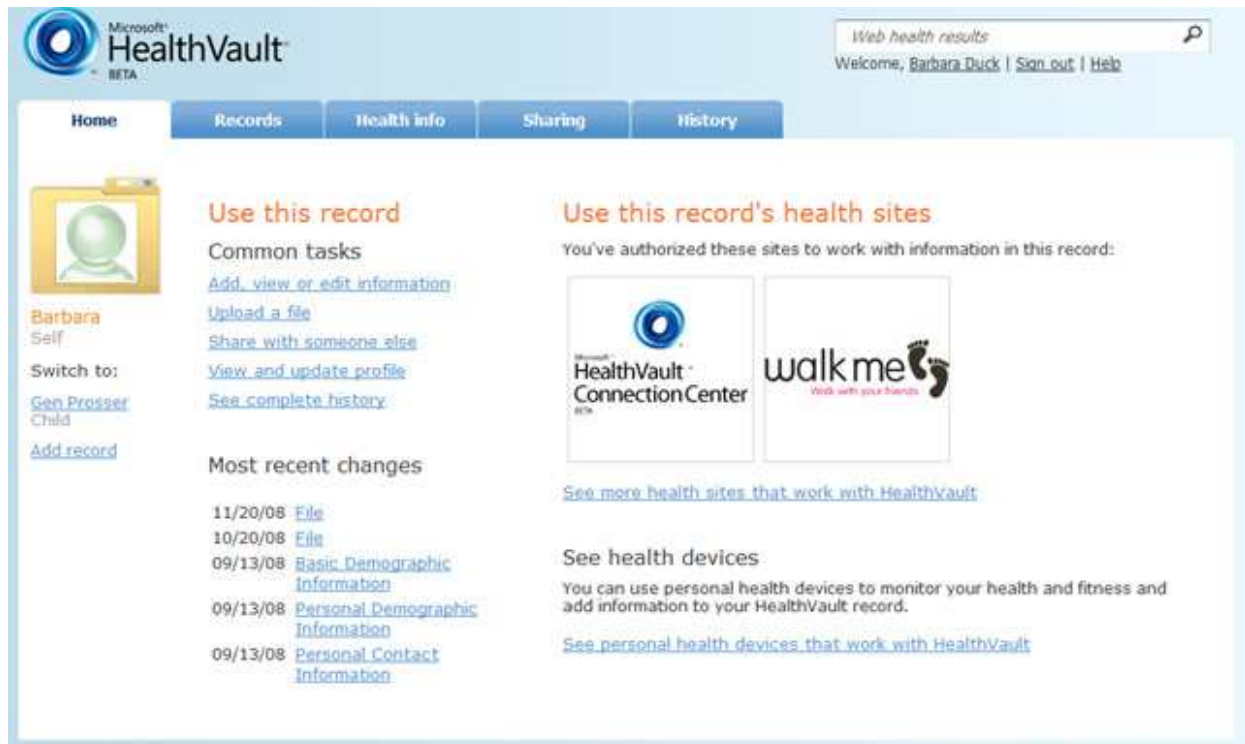 Microsoft®
HealthVault™
BETA
Web health results
Welcome, Barbara Duck | Sign out | Help
Home
Records
Health info
Sharing
History
Barbara
Self
Switch to:
Gen Prosser
Child
Add record
Use this record
Common tasks
Add, view or edit information
Upload a file
Share with someone else
View and update profile
See complete history
Most recent changes
11/20/08 File
10/20/08 File
09/13/08 Basic Demographic
Information
09/13/08 Personal Demographic
Information
09/13/08 Personal Contact
Information
Use this record's health sites
You've authorized these sites to work with information in this record:
Microsoft®
HealthVault™
Connection Center
BETA
walk me
Walk with your friends
See more health sites that work with HealthVault
See health devices
You can use personal health devices to monitor your health and fitness and
add information to your HealthVault record.
See personal health devices that work with HealthVault